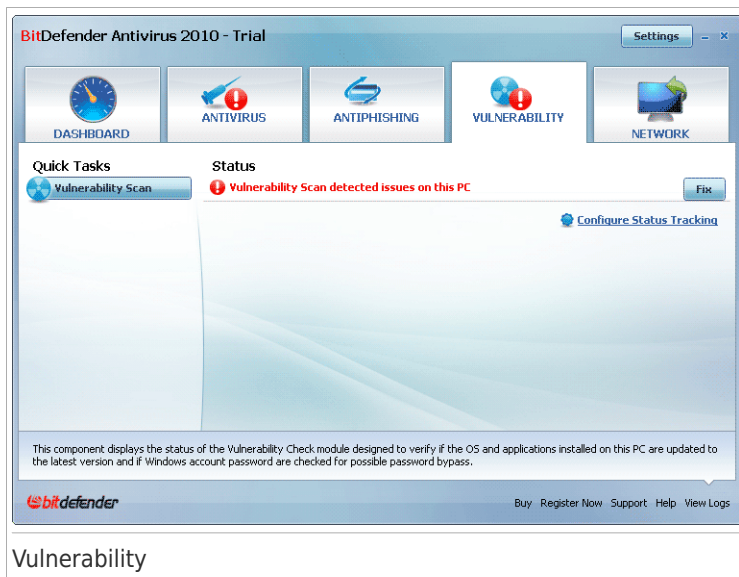 BitDefender Antivirus 2010 - Trial
Settings
DASHBOARD
ANTIVIRUS
ANTIPHISHING
VULNERABILITY
NETWORK
Quick Tasks
Vulnerability Scan
Status
Vulnerability Scan detected issues on this PC
Fix
Configure Status Tracking
This component displays the status of the Vulnerability Check module designed to verify if the OS and applications installed on this PC are updated to
the latest version and if Windows account password are checked for possible password bypass.
bitdefender
Buy Register Now Support Help View Logs
Vulnerability